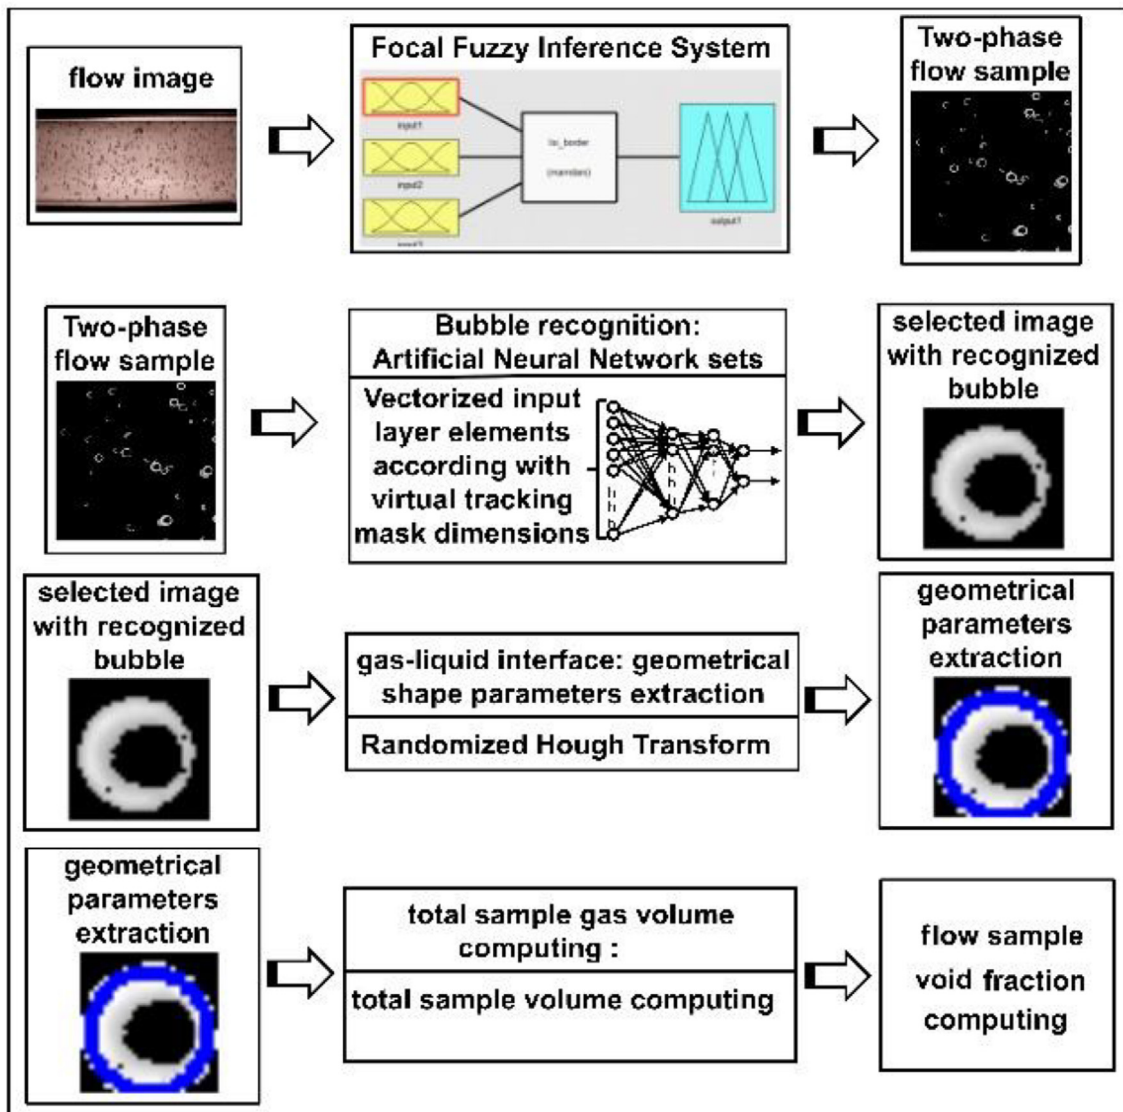 flow image
Focal Fuzzy Inference System
input1
input2
(mamdani)
output1
Two-phase
flow sample
Two-phase
flow sample
Bubble recognition:
Artificial Neural Network sets
Vectorized input
layer elements
according with
virtual tracking
mask dimensions
h
h
h
h
h
h
selected image
with recognized
bubble
selected image
with recognized
bubble
gas-liquid interface: geometrical
shape parameters extraction
Randomized Hough Transform
geometrical
parameters
extraction
geometrical
parameters
extraction
total sample gas volume
computing :
total sample volume computing
flow sample
void fraction
computing